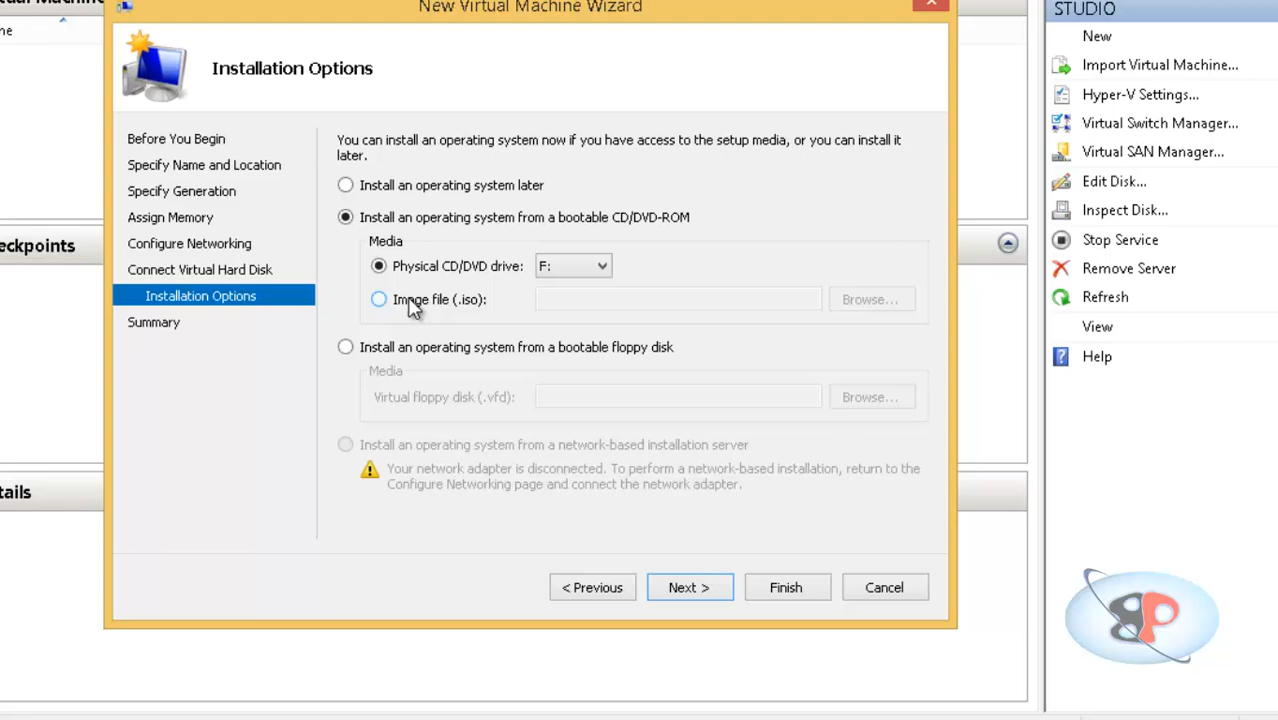 New Virtual Machine Wizard
Installation Options
Before You Begin
Specify Name and Location
Specify Generation
Assign Memory
Configure Networking
Connect Virtual Hard Disk
Installation Options
Summary
You can install an operating system now if you have access to the setup media, or you can install it
later.
Install an operating system later
Install an operating system from a bootable CD/DVD-ROM
Media
Physical CD/DVD drive: F:
Image file (.iso): Browse...
Install an operating system from a bootable floppy disk
Media
Virtual floppy disk (.vfd): Browse...
Install an operating system from a network-based installation server
Your network adapter is disconnected. To perform a network-based installation, return to the
Configure Networking page and connect the network adapter.
< Previous Next > Finish Cancel
eckpoints
tails
STUDIO
New
Import Virtual Machine...
Hyper-V Settings...
Virtual Switch Manager...
Virtual SAN Manager...
Edit Disk...
Inspect Disk...
Stop Service
Remove Server
Refresh
View
Help
BP